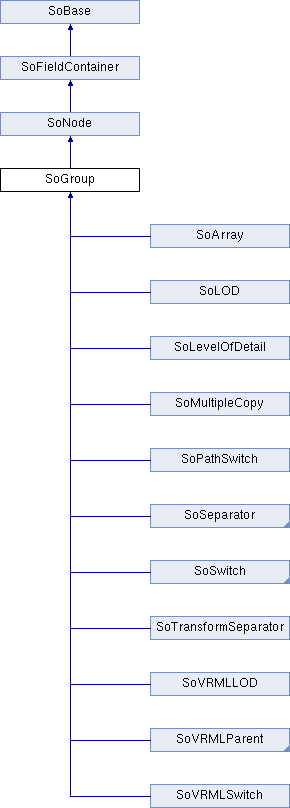 SoBase
SoFieldContainer
SoNode
SoGroup
SoArray
SoLOD
SoLevelOfDetail
SoMultipleCopy
SoPathSwitch
SoSeparator
SoSwitch
SoTransformSeparator
SoVRMLLOD
SoVRMLParent
SoVRMLSwitch